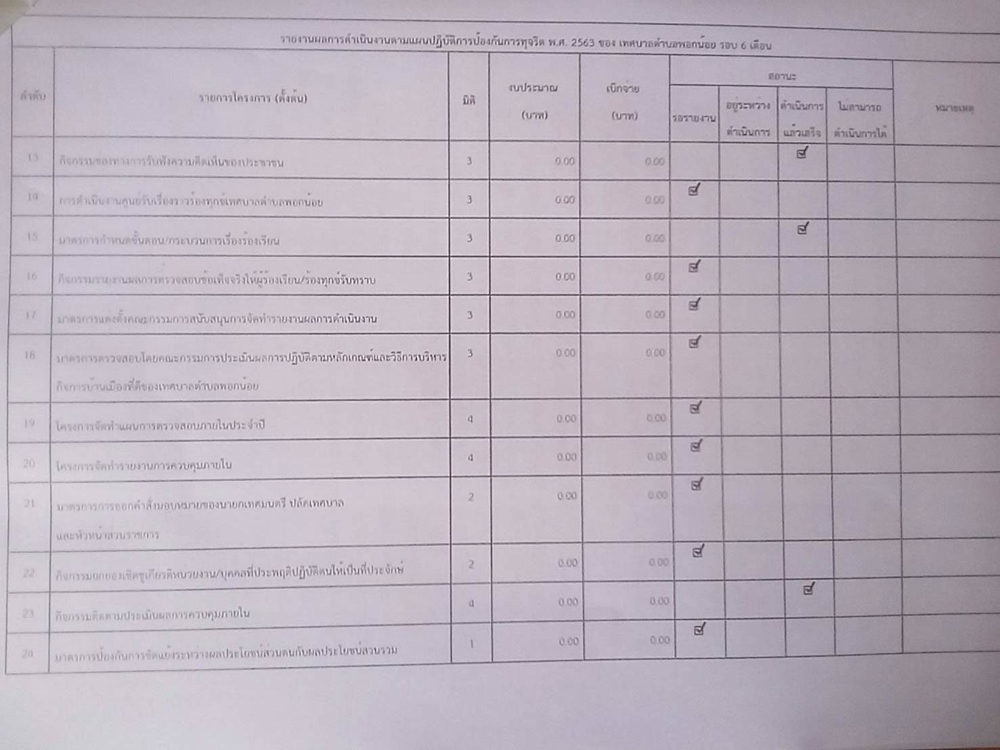 รายงานผลการดำเนินงานตามแผนปฏิบัติการป้องกันการทุจริต พ.ศ. 2563 ของ เทศบาลตำบลพอกน้อย รอบ 6 เดือน
ลำดับ รายการโครงการ (ตั้งต้น) มิติ งบประมาณ (บาท) เบิกจ่าย (บาท) สถานะ หมายเหตุ
รอรายงาน อยู่ระหว่างดำเนินการ ดำเนินการแล้วเสร็จ ไม่สามารถดำเนินการได้
13 กิจกรรมช่องทางการรับฟังความคิดเห็นของประชาชน 3 0.00 0.00 ☑
14 การดำเนินงานศูนย์รับเรื่องราวร้องทุกข์เทศบาลตำบลพอกน้อย 3 0.00 0.00 ☑
15 มาตรการกำหนดขั้นตอน/กระบวนการเรื่องร้องเรียน 3 0.00 0.00 ☑
16 กิจกรรมรายงานผลการตรวจสอบข้อเท็จจริงให้ผู้ร้องเรียน/ร้องทุกข์รับทราบ 3 0.00 0.00 ☑
17 มาตรการแต่งตั้งคณะกรรมการสนับสนุนการจัดทำรายงานผลการดำเนินงาน 3 0.00 0.00 ☑
18 มาตรการตรวจสอบโดยคณะกรรมการประเมินผลการปฏิบัติตามหลักเกณฑ์และวิธีการบริหาร 3 0.00 0.00 ☑
กิจการบ้านเมืองที่ดีของเทศบาลตำบลพอกน้อย
19 โครงการจัดทำแผนการตรวจสอบภายในประจำปี 4 0.00 0.00 ☑
20 โครงการจัดทำรายงานการควบคุมภายใน 4 0.00 0.00 ☑
21 มาตรการการออกคำสั่งมอบหมายของนายกเทศมนตรี ปลัดเทศบาล 2 0.00 0.00 ☑
และหัวหน้าส่วนราชการ
22 กิจกรรมยกย่องเชิดชูเกียรติหน่วยงาน/บุคคลที่ประพฤติปฏิบัติตนให้เป็นที่ประจักษ์ 2 0.00 0.00 ☑
23 กิจกรรมติดตามประเมินผลการควบคุมภายใน 4 0.00 0.00 ☑
24 มาตรการป้องกันการขัดแย้งระหว่างผลประโยชน์ส่วนตนกับผลประโยชน์ส่วนรวม 1 0.00 0.00 ☑